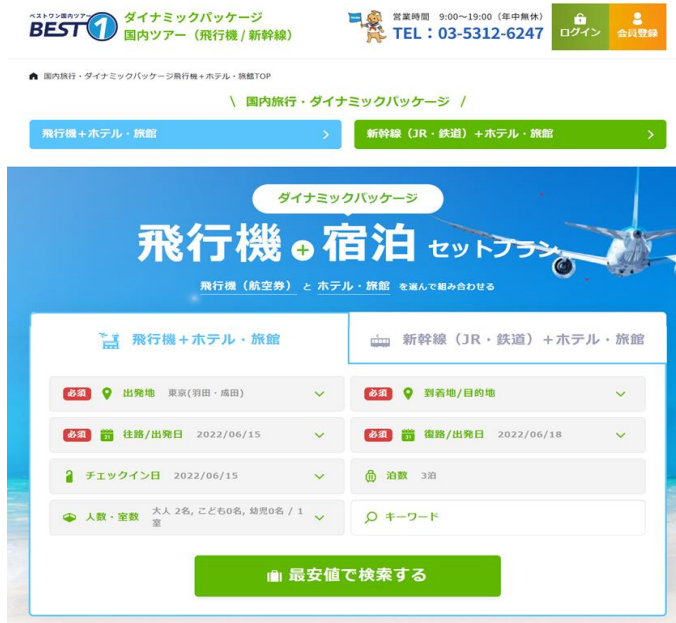 ベストワン国内ツアー
BEST1
ダイナミックパッケージ
国内ツアー（飛行機/新幹線）
営業時間 9:00～19:00（年中無休）
TEL：03-5312-6247
ログイン
会員登録
国内旅行・ダイナミックパッケージ飛行機+ホテル・旅館TOP
\ 国内旅行・ダイナミックパッケージ /
飛行機+ホテル・旅館
新幹線（JR・鉄道）+ホテル・旅館
ダイナミックパッケージ
飛行機+宿泊 セットプラン
飛行機（航空券） と ホテル・旅館 を選んで組み合わせる
飛行機+ホテル・旅館
新幹線（JR・鉄道）+ホテル・旅館
必須 出発地 東京(羽田・成田)
必須 到着地/目的地
必須 31 往路/出発日 2022/06/15
必須 31 復路/出発日 2022/06/18
チェックイン日 2022/06/15
泊数 3泊
人数・室数 大人 2名, こども0名, 幼児0名 / 1
室
キーワード
最安値で検索する